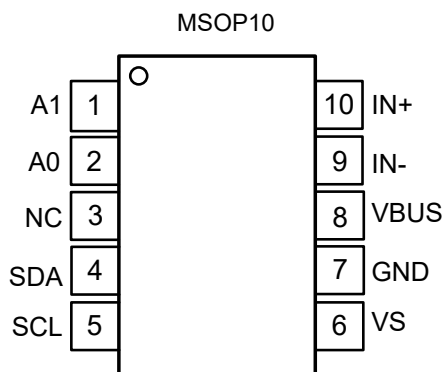 MSOP10
A1 1 10 IN+
A0 2 9 IN-
NC 3 8 VBUS
SDA 4 7 GND
SCL 5 6 VS